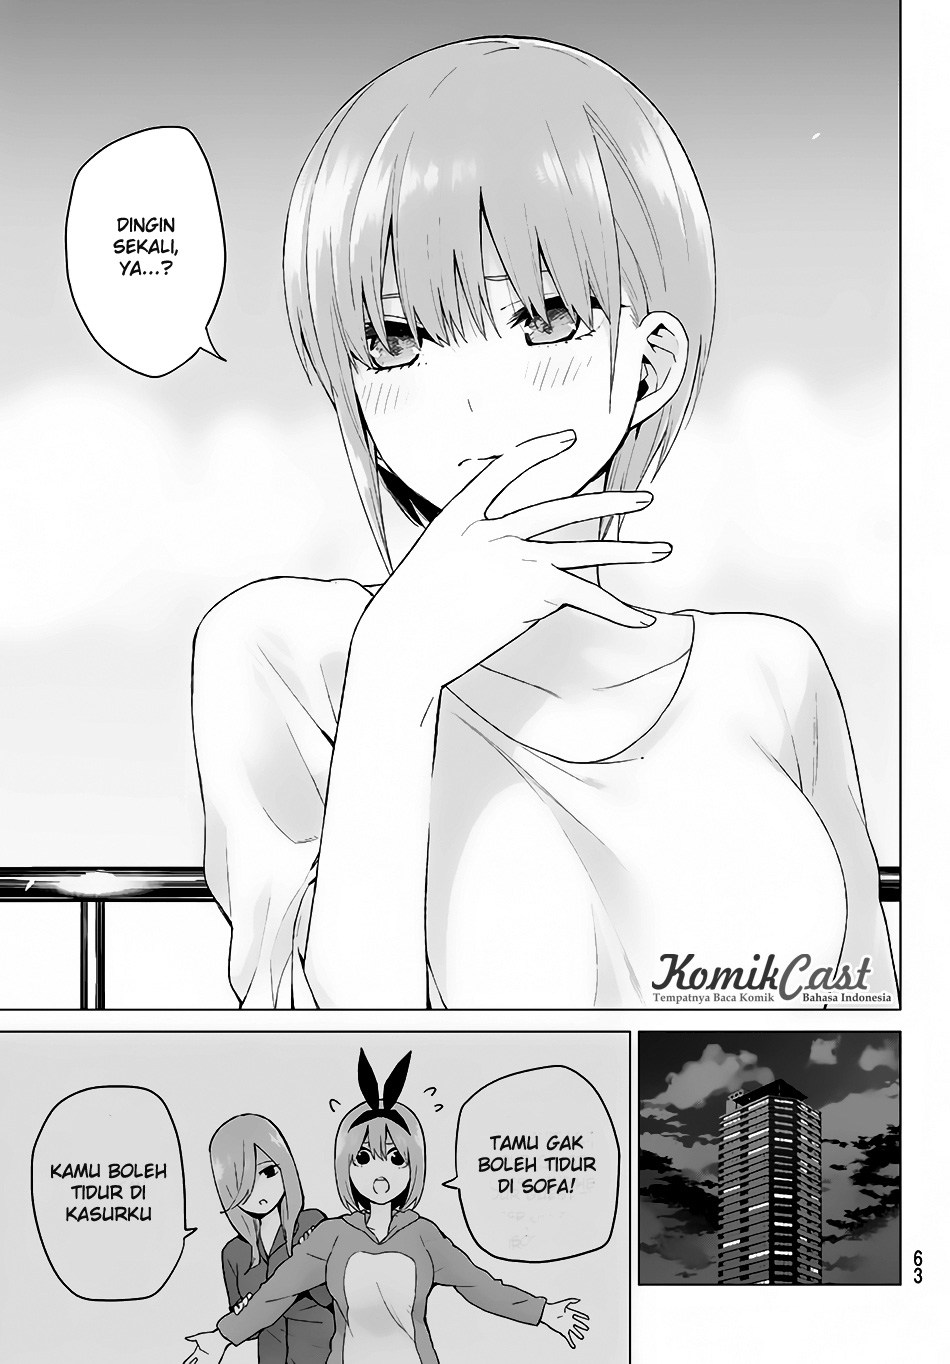 DINGIN
SEKALI,
YA...?
KomikCast
Tempatnya Baca Komik Bahasa Indonesia
TAMU GAK
BOLEH TIDUR
DI SOFA!
KAMU BOLEH
TIDUR DI
KASURKU
63